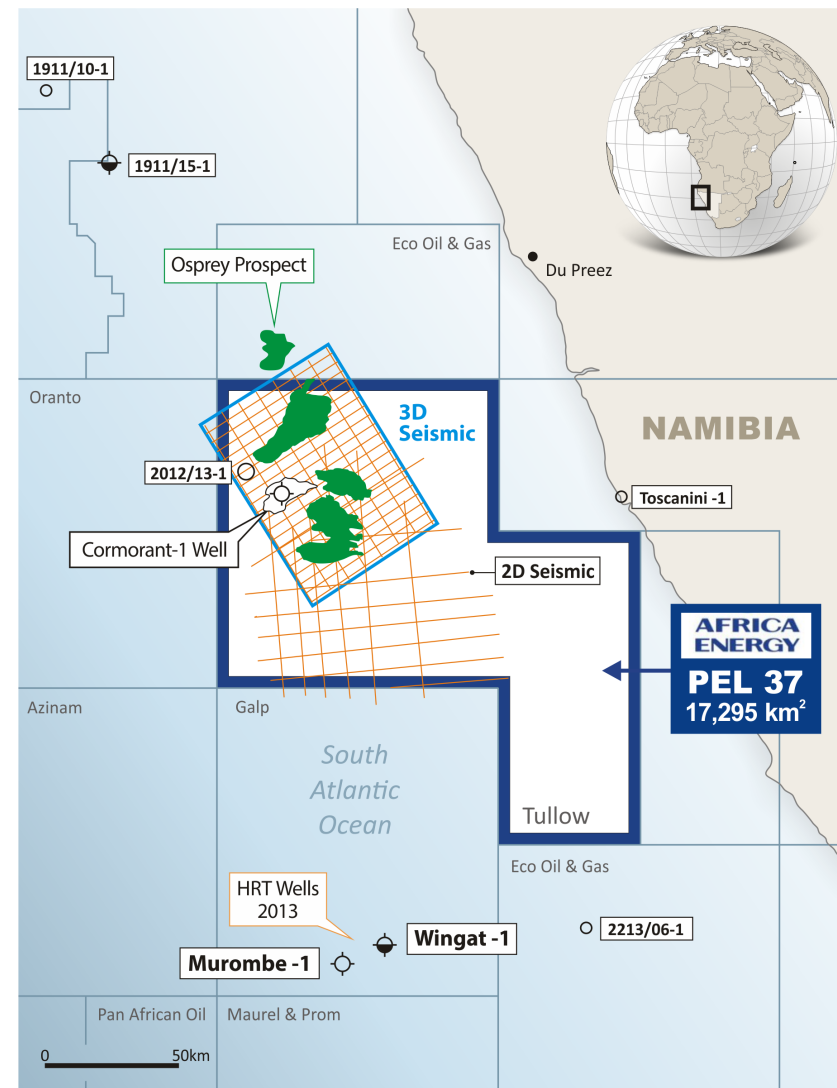 1911/10-1
1911/15-1
Eco Oil & Gas
Osprey Prospect
Du Preez
Oranto
3D
Seismic
NAMIBIA
2012/13-1
Toscanini -1
Cormorant-1 Well
2D Seismic
AFRICA
ENERGY
PEL 37
17,295 km²
Azinam
Galp
South
Atlantic
Ocean
Tullow
Eco Oil & Gas
HRT Wells
2013
Wingat -1
2213/06-1
Murombe -1
Pan African Oil
Maurel & Prom
0
50km